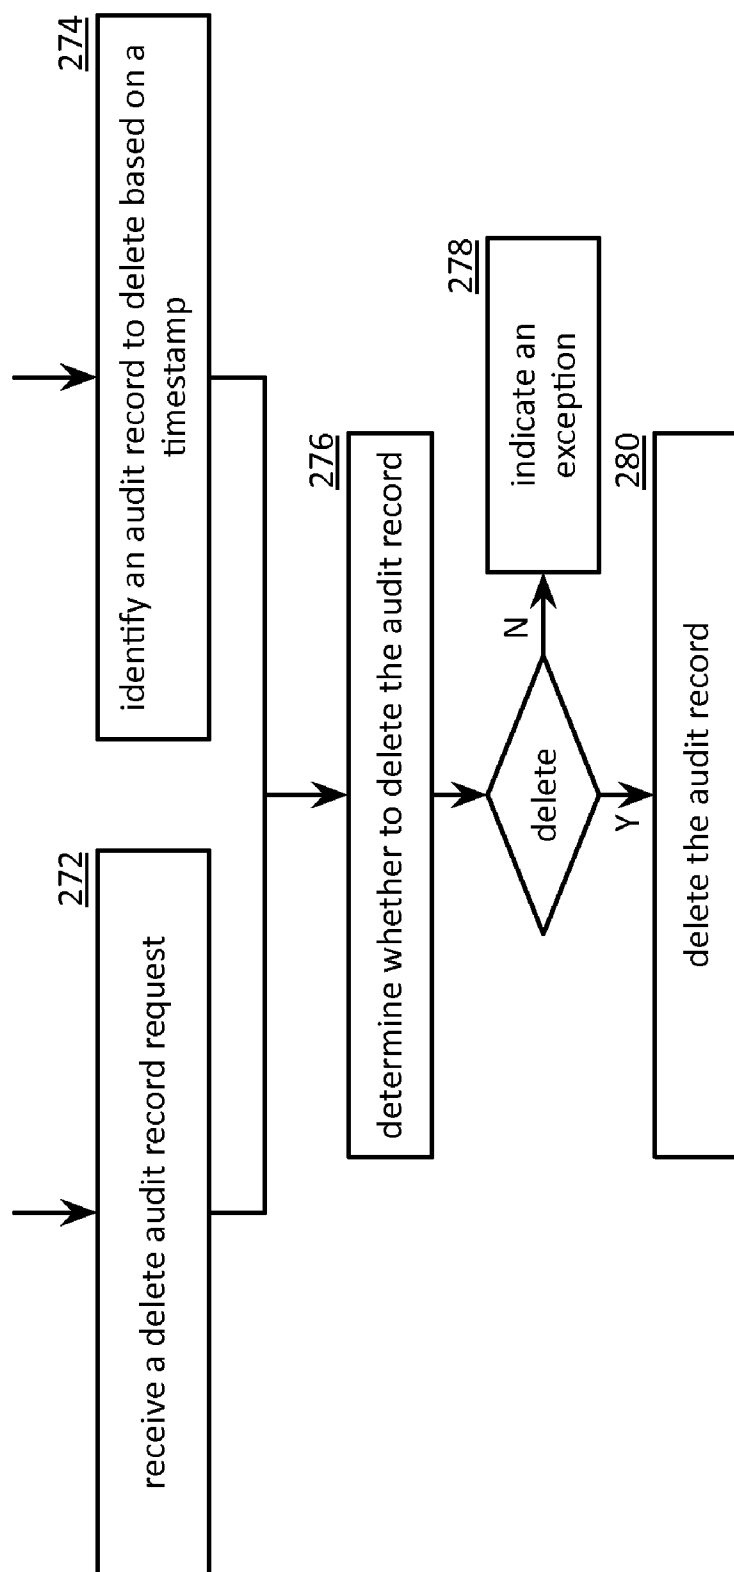 272
receive a delete audit record request
274
identify an audit record to delete based on a
timestamp
276
determine whether to delete the audit record
delete
N
278
indicate an
exception
Y
280
delete the audit record